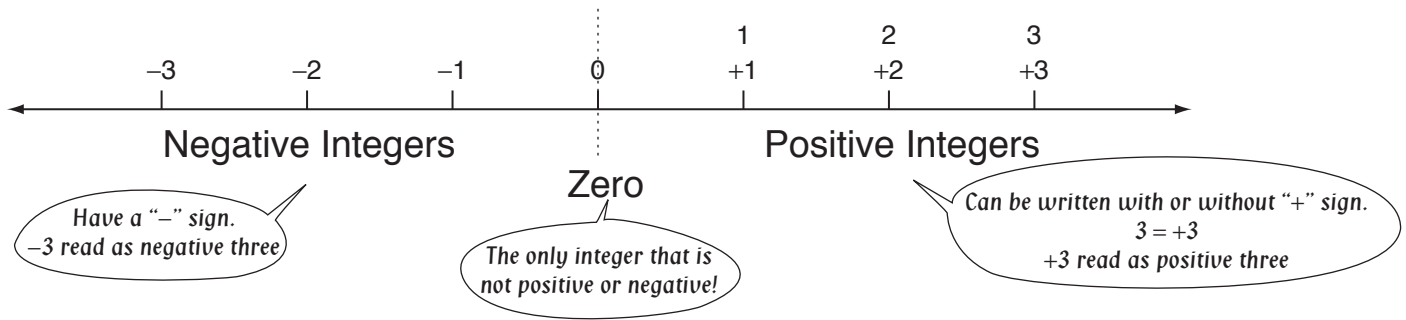 1 2 3
−3 −2 −1 0 +1 +2 +3
Negative Integers
Positive Integers
Zero
Have a “−” sign.
−3 read as negative three
The only integer that is
not positive or negative!
Can be written with or without “+” sign.
3 = +3
+3 read as positive three